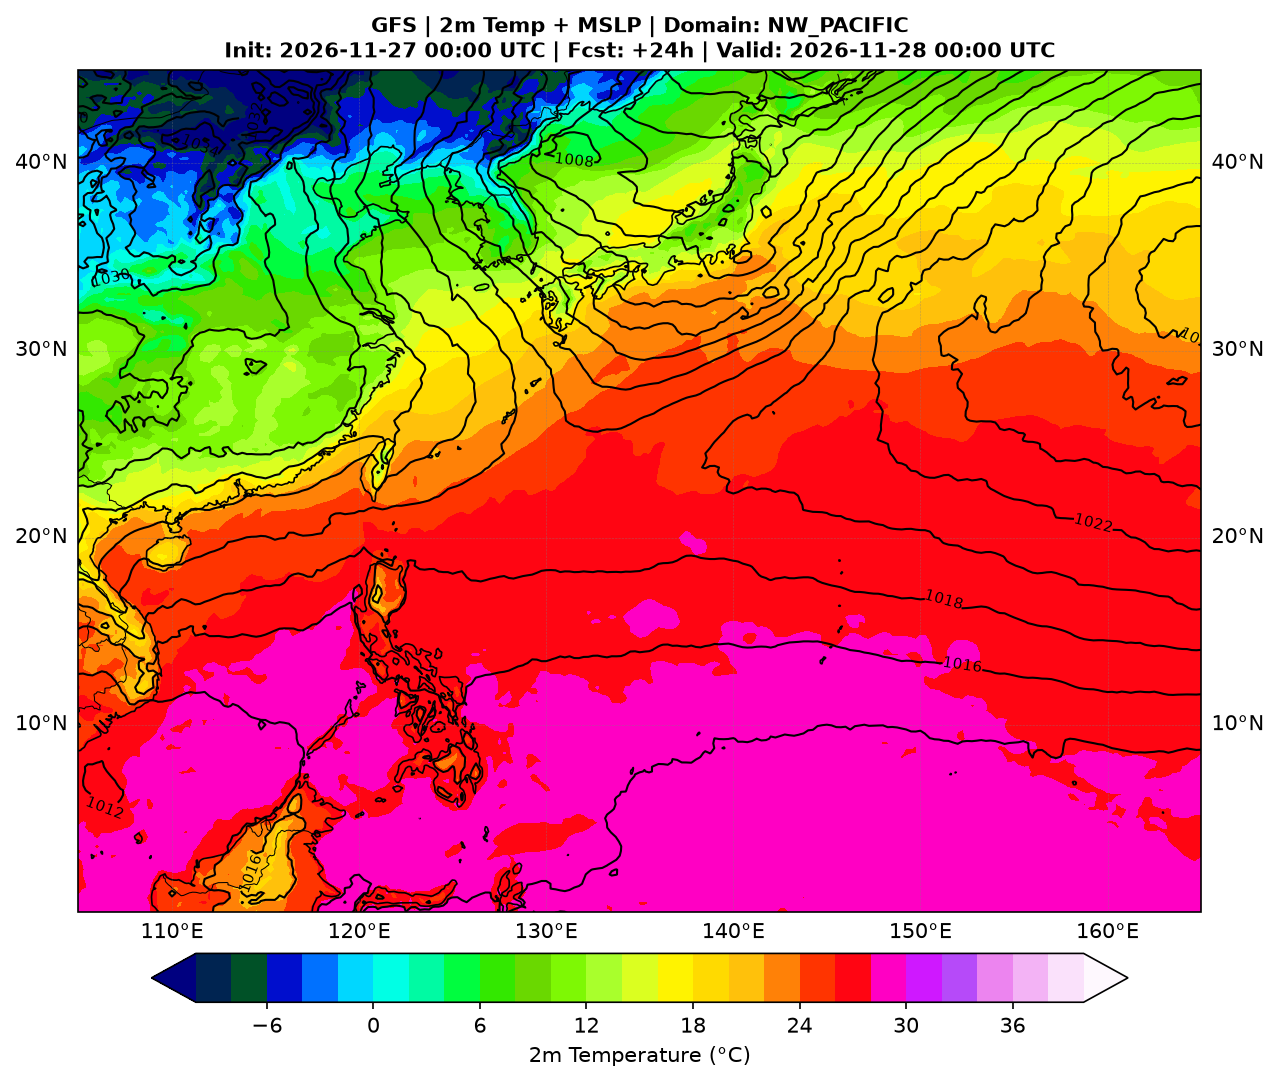 GFS | 2m Temp + MSLP | Domain: NW_PACIFIC
Init: 2026-11-27 00:00 UTC | Fcst: +24h | Valid: 2026-11-28 00:00 UTC
40°N 1008 40°N
1030
30°N 30°N
1022
20°N 20°N
1018
1016
10°N 10°N
1012
1016
110°E 120°E 130°E 140°E 150°E 160°E
−6 0 6 12 18 24 30 36
2m Temperature (°C)